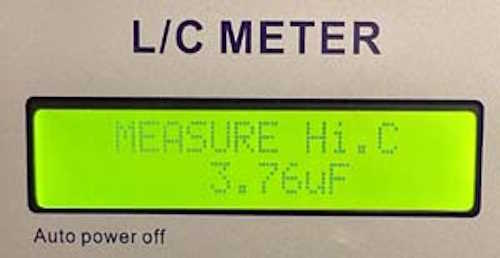 L/C METER
MEASURE Hi.C
3.76uF
Auto power off